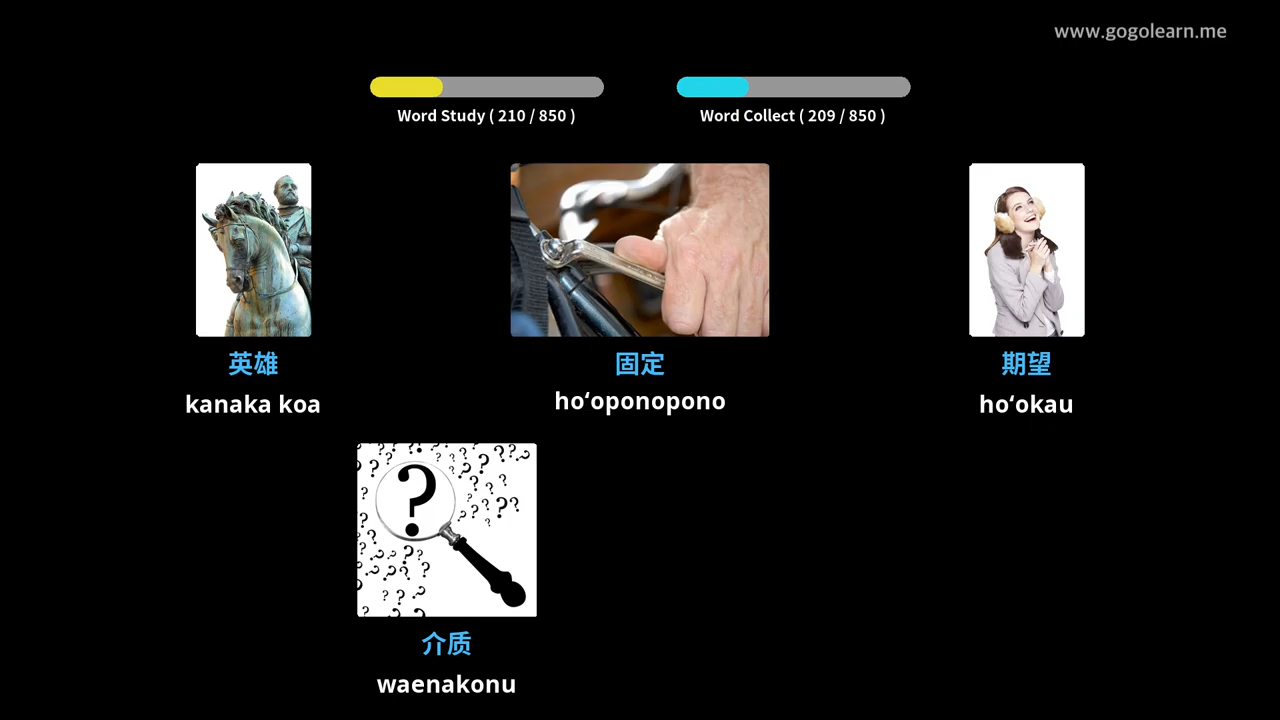 www.gogolearn.me
Word Study ( 210 / 850 )
Word Collect ( 209 / 850 )
英雄
kanaka koa
固定
hoʻoponopono
期望
hoʻokau
介质
waenakonu